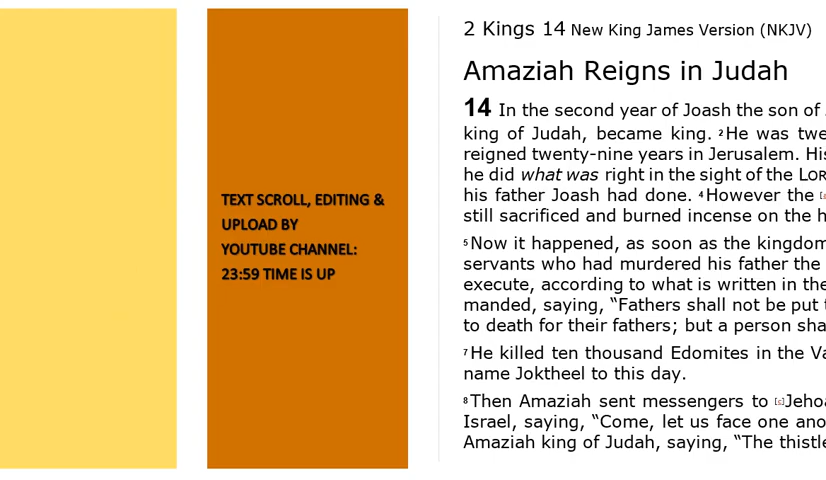 TEXT SCROLL, EDITING &
UPLOAD BY
YOUTUBE CHANNEL:
23:59 TIME IS UP
2 Kings 14 New King James Version (NKJV)
Amaziah Reigns in Judah
14 In the second year of Joash the son of
king of Judah, became king. 2 He was twe
reigned twenty-nine years in Jerusalem. His
he did what was right in the sight of the LOR
his father Joash had done. 4 However the
still sacrificed and burned incense on the h
5 Now it happened, as soon as the kingdom
servants who had murdered his father the
execute, according to what is written in the
manded, saying, “Fathers shall not be put
to death for their fathers; but a person sha
7 He killed ten thousand Edomites in the Va
name Joktheel to this day.
8 Then Amaziah sent messengers to [c]Jehoa
Israel, saying, “Come, let us face one ano
Amaziah king of Judah, saying, “The thistle